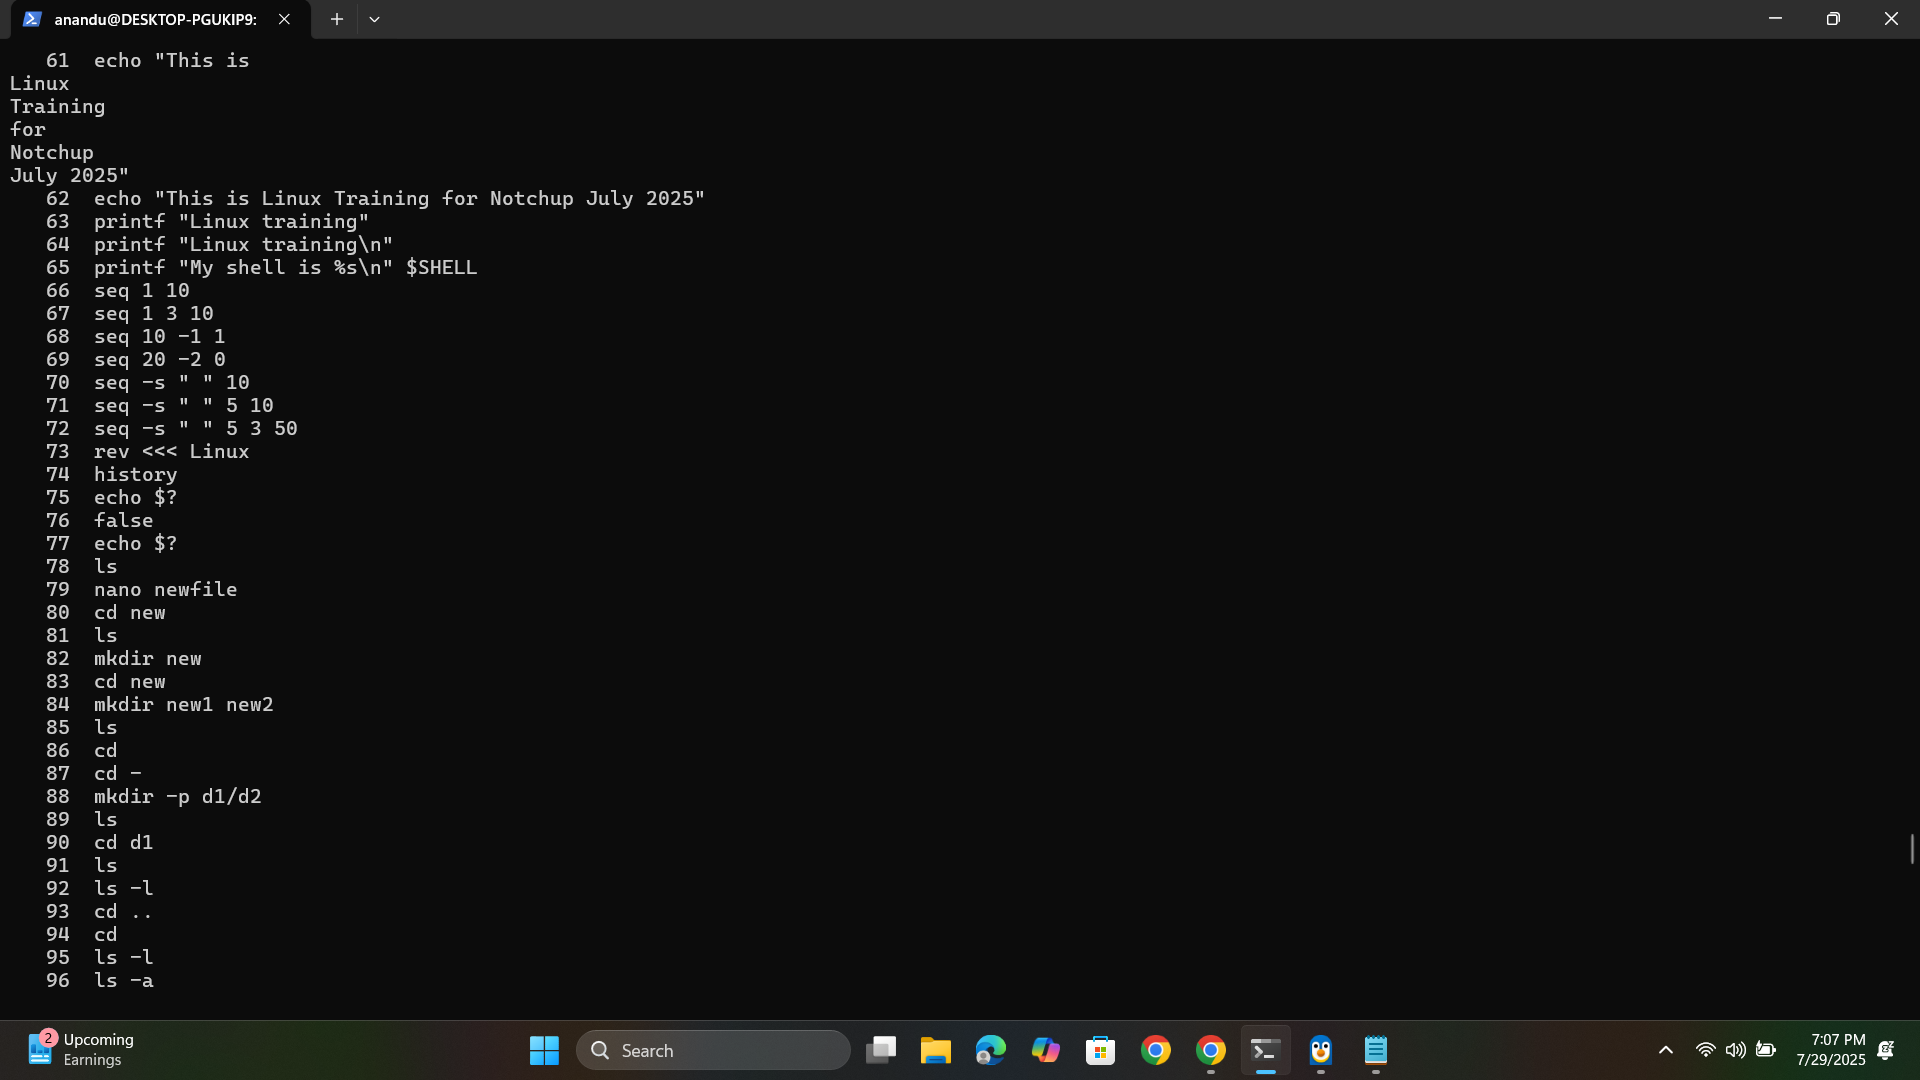 anandu@DESKTOP-PGUKIP9:
61 echo "This is
Linux
Training
for
Notchup
July 2025"
62 echo "This is Linux Training for Notchup July 2025"
63 printf "Linux training"
64 printf "Linux training\n"
65 printf "My shell is %s\n" $SHELL
66 seq 1 10
67 seq 1 3 10
68 seq 10 -1 1
69 seq 20 -2 0
70 seq -s " " 10
71 seq -s " " 5 10
72 seq -s " " 5 3 50
73 rev <<< Linux
74 history
75 echo $?
76 false
77 echo $?
78 ls
79 nano newfile
80 cd new
81 ls
82 mkdir new
83 cd new
84 mkdir new1 new2
85 ls
86 cd
87 cd -
88 mkdir -p d1/d2
89 ls
90 cd d1
91 ls
92 ls -l
93 cd ..
94 cd
95 ls -l
96 ls -a
2
Upcoming
Earnings
Search
7:07 PM
7/29/2025